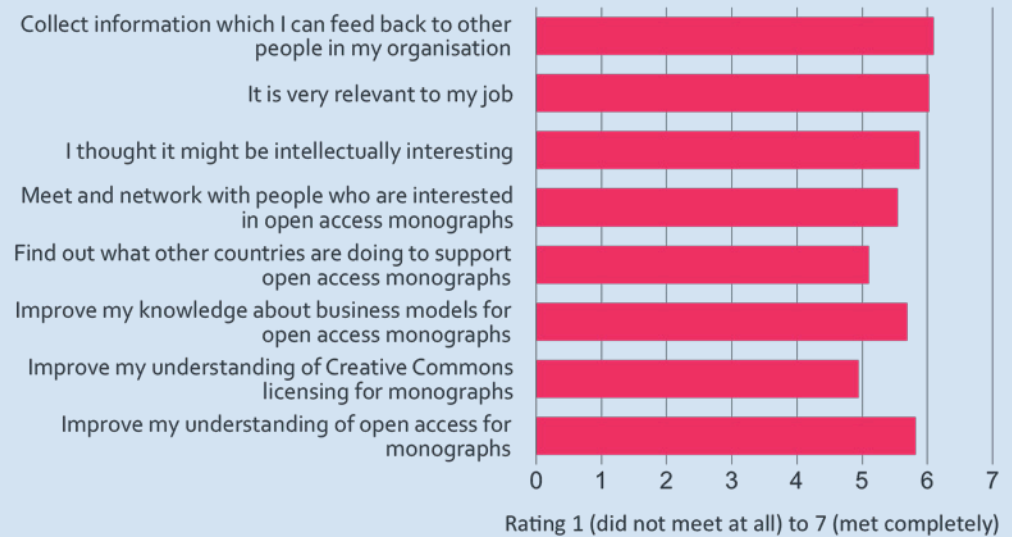 Collect information which I can feed back to other
people in my organisation
It is very relevant to my job
I thought it might be intellectually interesting
Meet and network with people who are interested
in open access monographs
Find out what other countries are doing to support
open access monographs
Improve my knowledge about business models for
open access monographs
Improve my understanding of Creative Commons
licensing for monographs
Improve my understanding of open access for
monographs
0 1 2 3 4 5 6 7
Rating 1 (did not meet at all) to 7 (met completely)